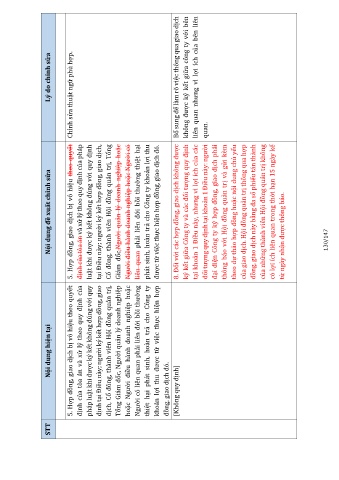 STT
Nội dung hiện tại
Nội dung đề xuất chỉnh sửa
Lý do chỉnh sửa
5. Hợp đồng, giao dịch bị vô hiệu theo quyết
định của tòa án và xử lý theo quy định của
pháp luật khi được ký kết không đúng với quy
định tại Điều này; người ký kết hợp đồng, giao
dịch, Cổ đông, thành viên Hội đồng quản trị,
Tổng Giám đốc, Người quản lý doanh nghiệp
hoặc Người điều hành doanh nghiệp hoặc
Người có liên quan phải liên đới bồi thường
thiệt hại phát sinh, hoàn trả cho Công ty
khoản lợi thu được từ việc thực hiện hợp
đồng, giao dịch đó.
5. Hợp đồng, giao dịch bị vô hiệu theo quyết
định của tòa án và xử lý theo quy định của pháp
luật khi được ký kết không đúng với quy định
tại Điều này; người ký kết hợp đồng, giao dịch,
Cổ đông, thành viên Hội đồng quản trị, Tổng
Giám đốc, Người quản lý doanh nghiệp hoặc
Người điều hành doanh nghiệp hoặc Người có
liên quan phải liên đới bồi thường thiệt hại
phát sinh, hoàn trả cho Công ty khoản lợi thu
được từ việc thực hiện hợp đồng, giao dịch đó.
Chỉnh sửa thuật ngữ phù hợp.
[Không quy định]
8. Đối với các hợp đồng, giao dịch không được
ký kết giữa Công ty và các đối tượng quy định
tại khoản 1 Điều này, nhưng vì lợi ích của các
đối tượng quy định tại khoản 1 Điều này: người
đại diện Công ty ký hợp đồng, giao dịch phải
thông báo với Hội đồng quản trị và gửi kèm
theo dự thảo hợp đồng hoặc nội dung chủ yếu
của giao dịch. Hội đồng quản trị thông qua hợp
đồng, giao dịch này bằng đa số phiếu tán thành
của những thành viên Hội đồng quản trị không
có lợi ích liên quan trong thời hạn 15 ngày kể
từ ngày nhận được thông báo.
Bổ sung để làm rõ việc thông qua giao dịch
không được ký kết giữa công ty với bên
liên quan nhưng vì lợi ích của bên liên
quan.
130/147